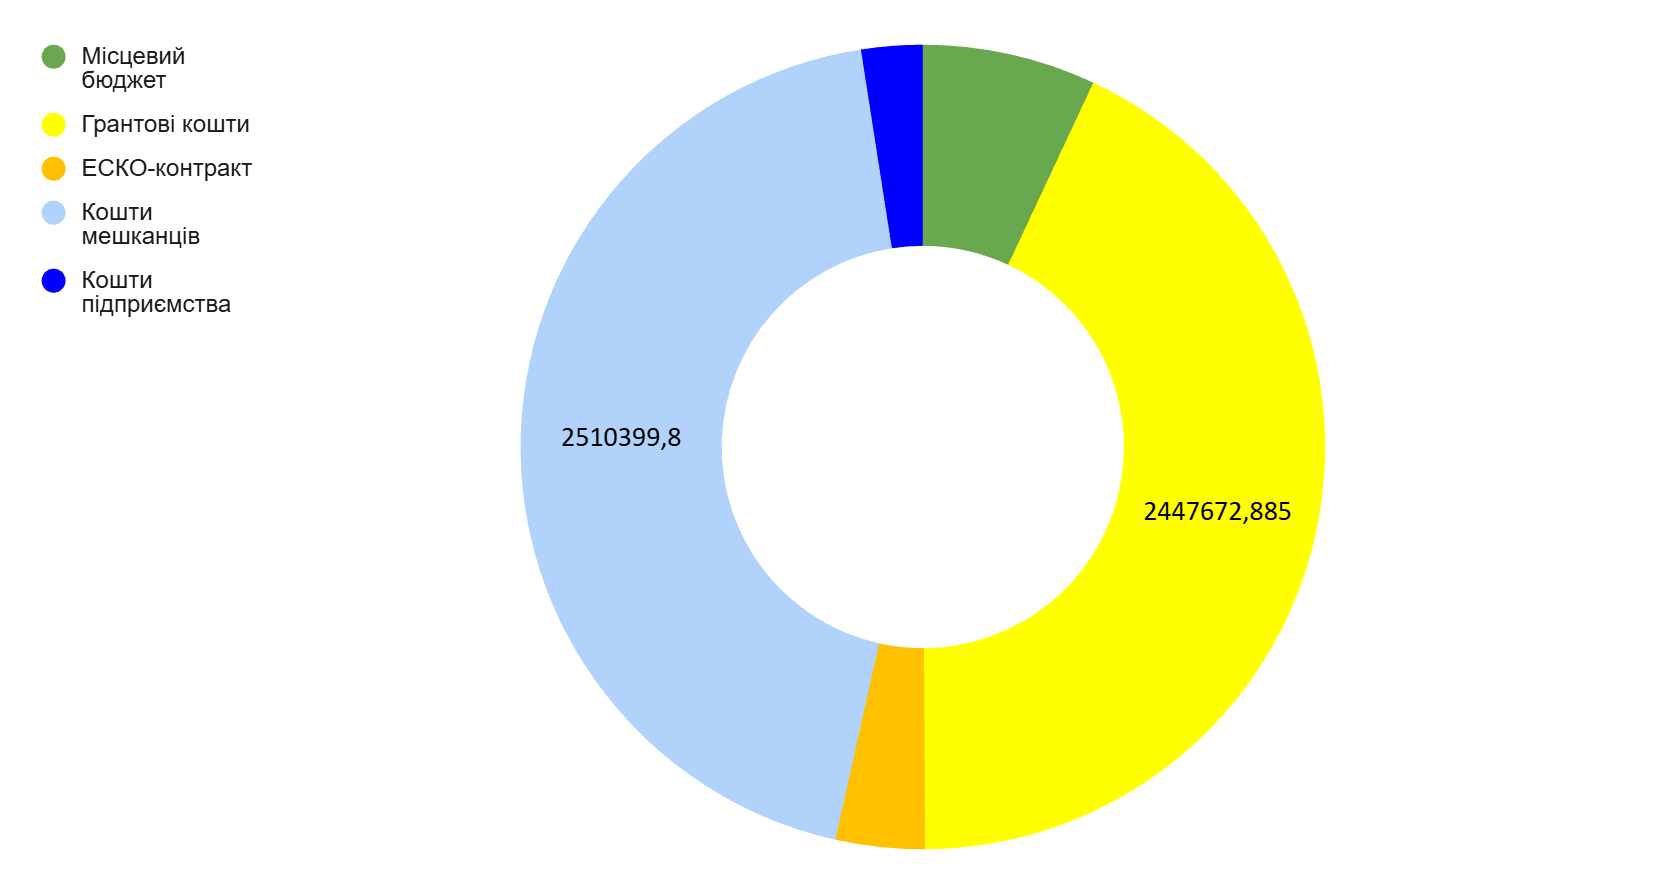 Місцевий
бюджет
Грантові кошти
ЕСКО-контракт
Кошти
мешканців
Кошти
підприємства
2510399,8
2447672,885